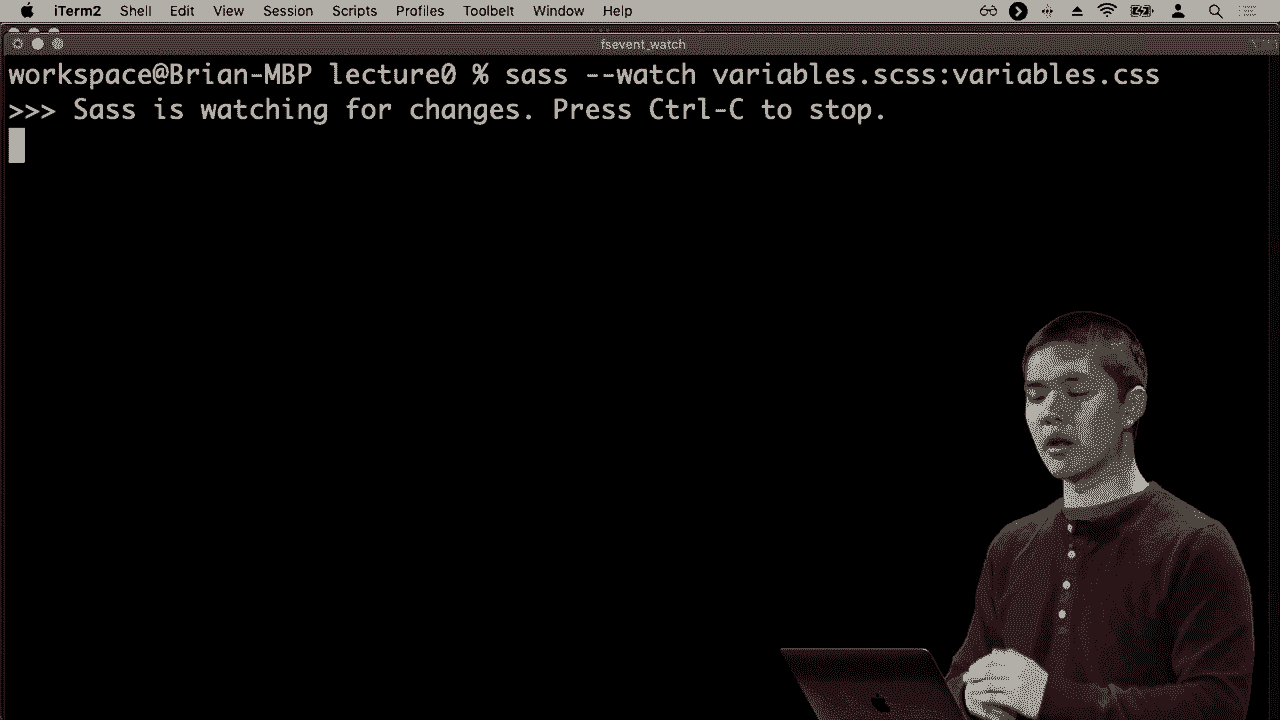 iTerm2 Shell Edit View Session Scripts Profiles Toolbelt Window Help
fsevent_watch
workspace@Brian-MBP lecture0 % sass --watch variables.scss:variables.css
>>> Sass is watching for changes. Press Ctrl-C to stop.